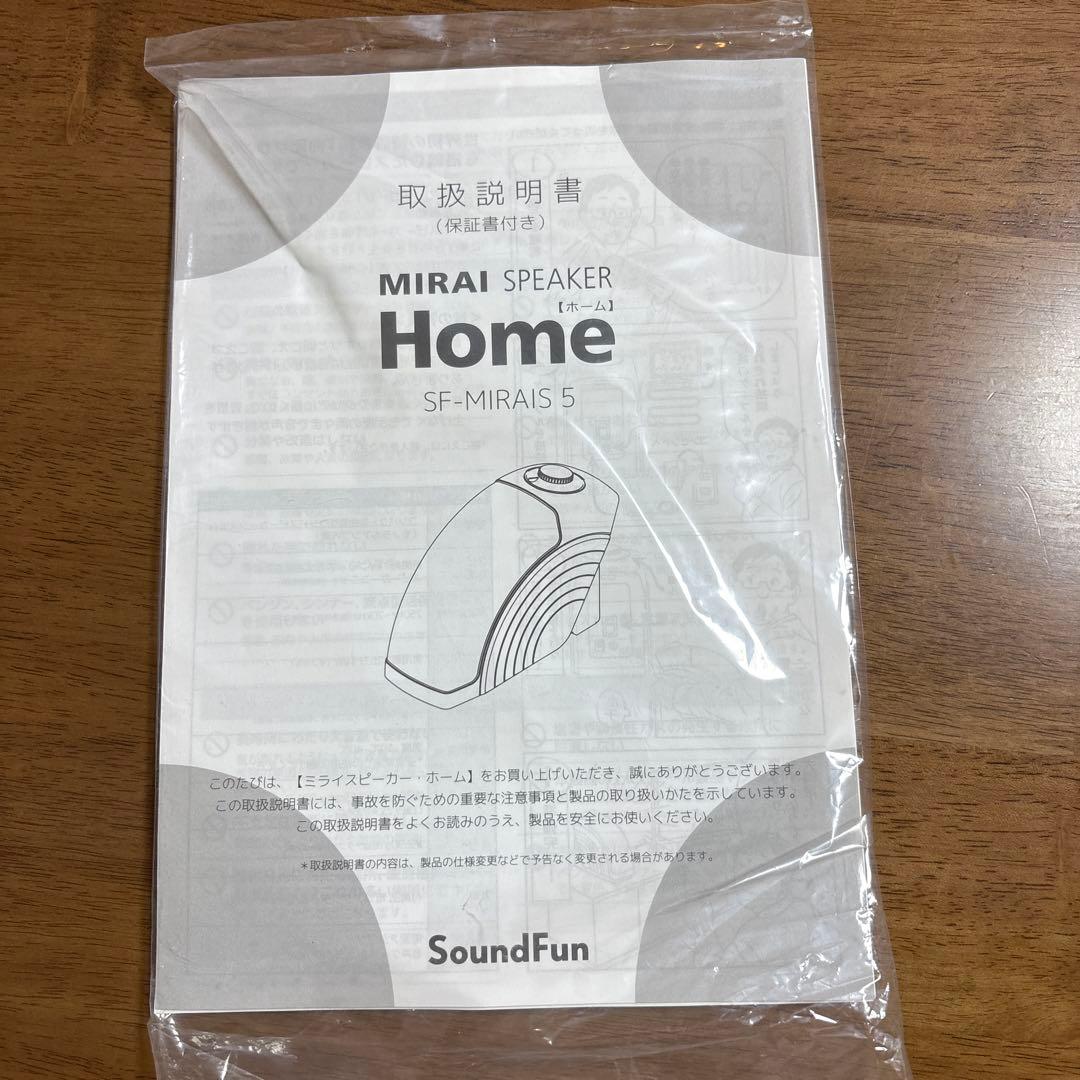 取扱説明書
（保証書付き）
MIRAI SPEAKER
【ホーム】
Home
SF-MIRAIS 5
このたびは、【ミライスピーカー・ホーム】をお買い上げいただき、誠にありがとうございます。
この取扱説明書には、事故を防ぐための重要な注意事項と製品の取り扱いかたを示しています。
この取扱説明書をよくお読みのうえ、製品を安全にお使いください。
＊取扱説明書の内容は、製品の仕様変更などで予告なく変更される場合があります。
SoundFun